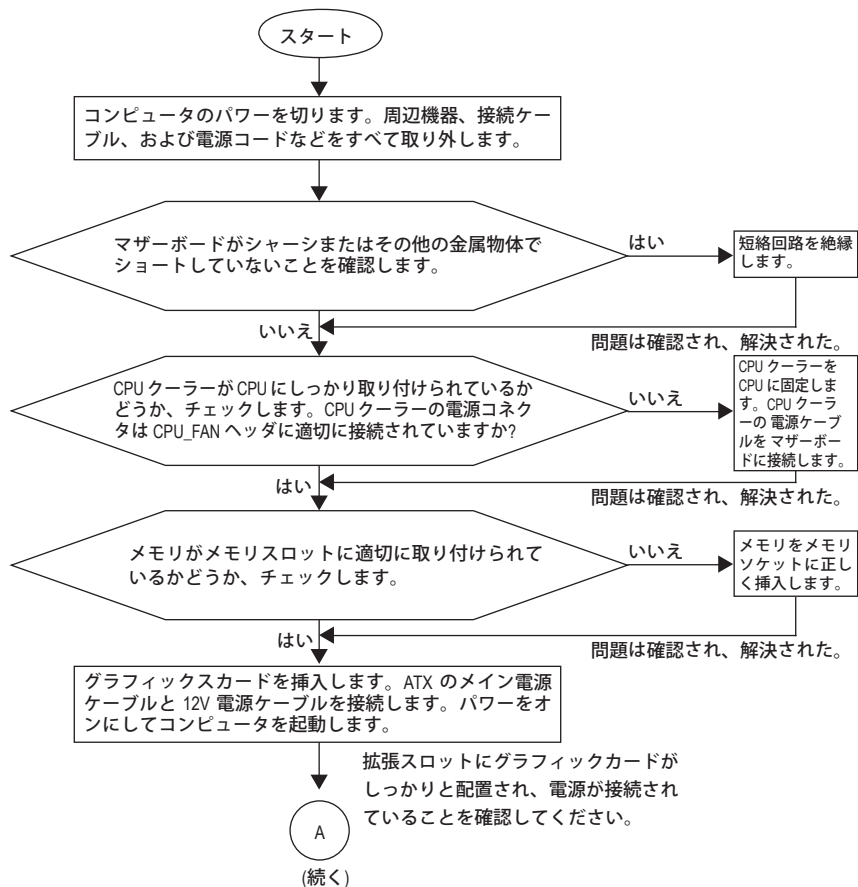 スタート
コンピュータのパワーを切ります。周辺機器、接続ケー
ブル、および電源コードなどをすべて取り外します。
マザーボードがシャーシまたはその他の金属物体で
ショートしていないことを確認します。
はい
短絡回路を絶縁
します。
いいえ
問題は確認され、解決された。
CPU クーラーが CPU にしっかり取り付けられているか
どうか、チェックします。CPU クーラーの電源コネク
タは CPU_FAN ヘッダに適切に接続されていますか?
いいえ
CPU クーラーを
CPU に固定しま
す。CPU クーラ
ーの 電源ケーブ
ルを マザーボー
ドに接続します。
はい
問題は確認され、解決された。
メモリがメモリスロットに適切に取り付けられて
いるかどうか、チェックします。
いいえ
メモリをメモリ
ソケットに正し
く挿入します。
はい
問題は確認され、解決された。
グラフィックスカードを挿入します。ATX のメイン電源
ケーブルと 12V 電源ケーブルを接続します。パワーをオ
ンにしてコンピュータを起動します。
拡張スロットにグラフィックカードが
しっかりと配置され、電源が接続され
ていることを確認してください。
A
(続く)